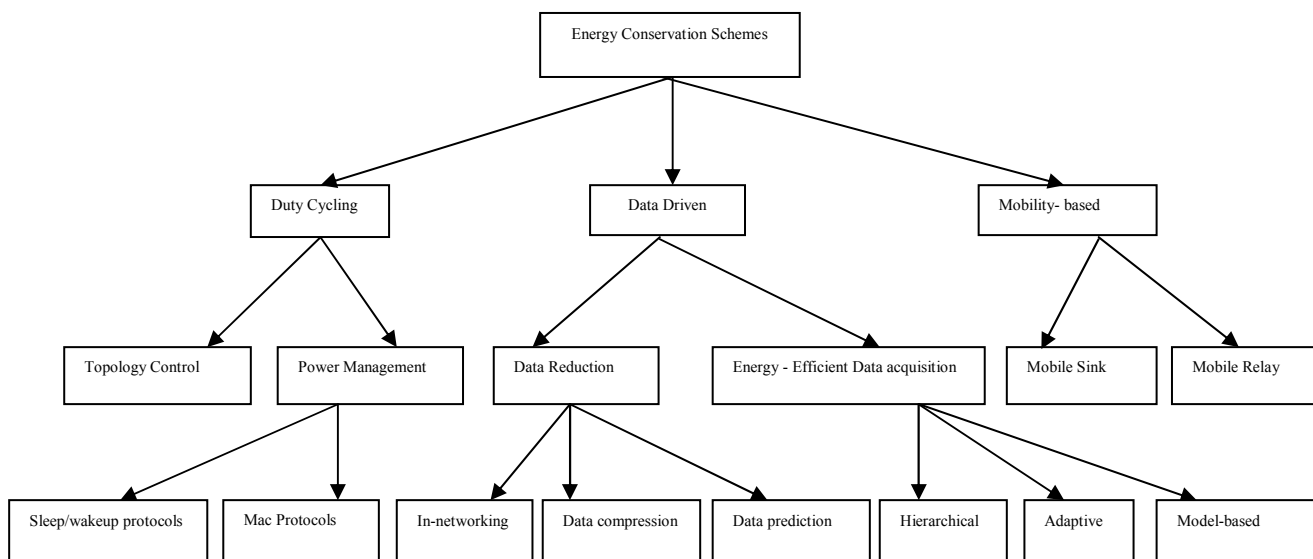 Energy Conservation Schemes
Duty Cycling
Data Driven
Mobility- based
Topology Control
Power Management
Data Reduction
Energy - Efficient Data acquisition
Mobile Sink
Mobile Relay
Sleep/wakeup protocols
Mac Protocols
In-networking
Data compression
Data prediction
Hierarchical
Adaptive
Model-based